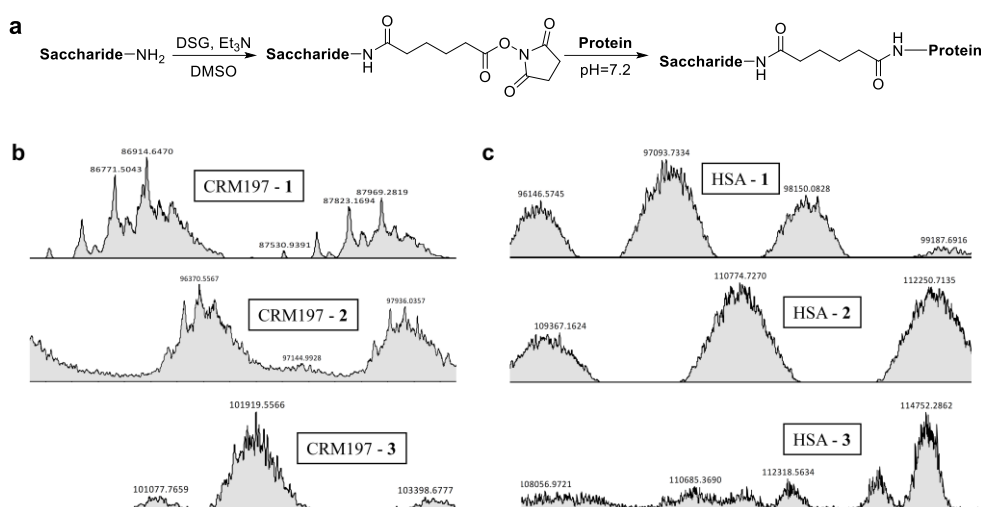 a
Saccharide–NH2
DSG, Et3N
DMSO
Saccharide–N
H
O
O
O
N
O
O
Protein
pH=7.2
Saccharide–N
H
O
O
H
N
Protein
b
86914.6470
86771.5043
CRM197 - 1
87969.2819
87823.1694
87530.9391
96370.5567
CRM197 - 2
97936.0357
97144.9928
101919.5566
CRM197 - 3
101077.7659
103398.6777
c
97093.7334
96146.5745
HSA - 1
98150.0828
99187.6916
110774.7270
112250.7135
HSA - 2
109367.1624
114752.2862
HSA - 3
112318.5634
110685.3690
108056.9721